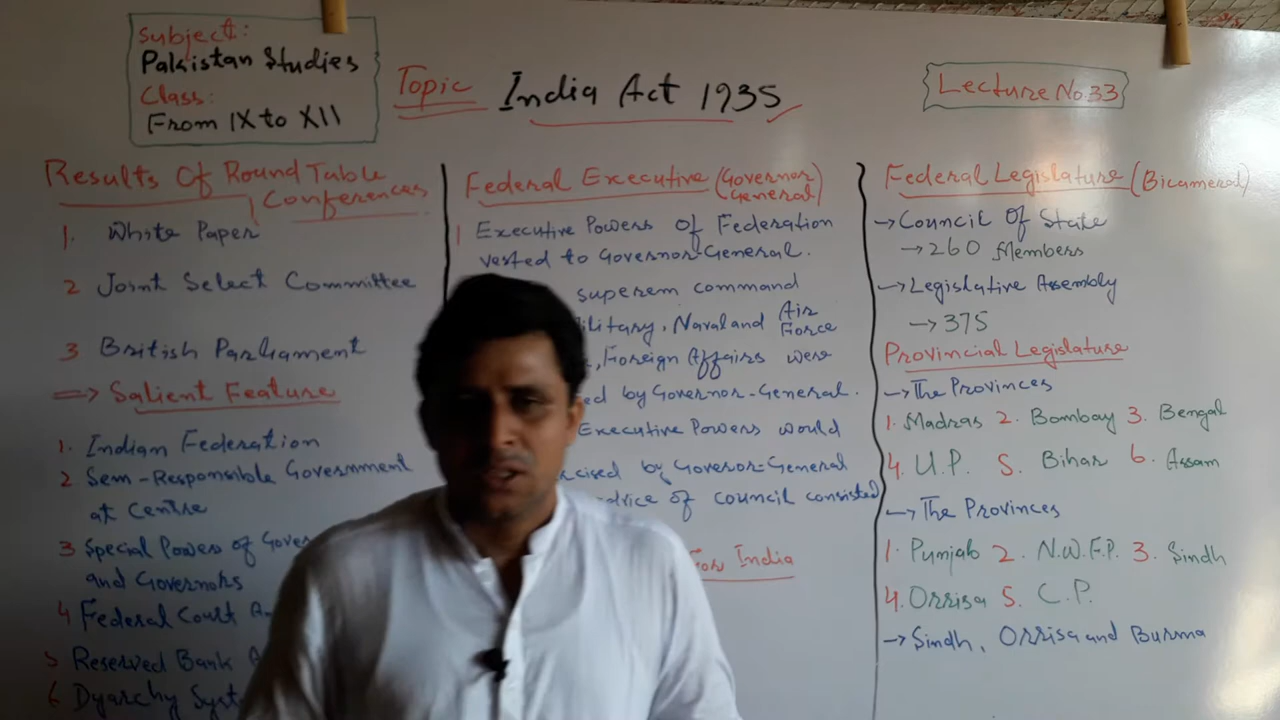 Subject:
Pakistan Studies
Class:
From IX to XII
Topic India Act 1935
Lecture No.33
Results Of Round Table
Conferences
1. White Paper
2 Joint Select Committee
3 British Parliament
=> Salient Feature
1. Indian Federation
2 Sem-Responsible Government
at Centre
3 Special Powers of
and Governors
4 Federal Court
5 Reserved Bank
6 Dyarchy
Federal Executive (Governor
General)
1 Executive Powers of Federation
vested to Governor-General.
superem command
Naval and Air
Force
, Foreign Affairs were
by Governor-General.
Executive Powers would
by Goveror-General
of council consisted
For India
Federal Legislature (Bicameral)
→ Council Of State
→ 260 Members
→ Legislative Assembly
→ 375
Provincial Legislature
→ The Provinces
1. Madras 2. Bombay 3. Bengal
4. U.P. 5. Bihar 6. Assam
→ The Provinces
1. Punjab 2. N.W.F.P. 3. Sindh
4. Orrisa 5. C.P.
→ Sindh, Orrisa and Burma